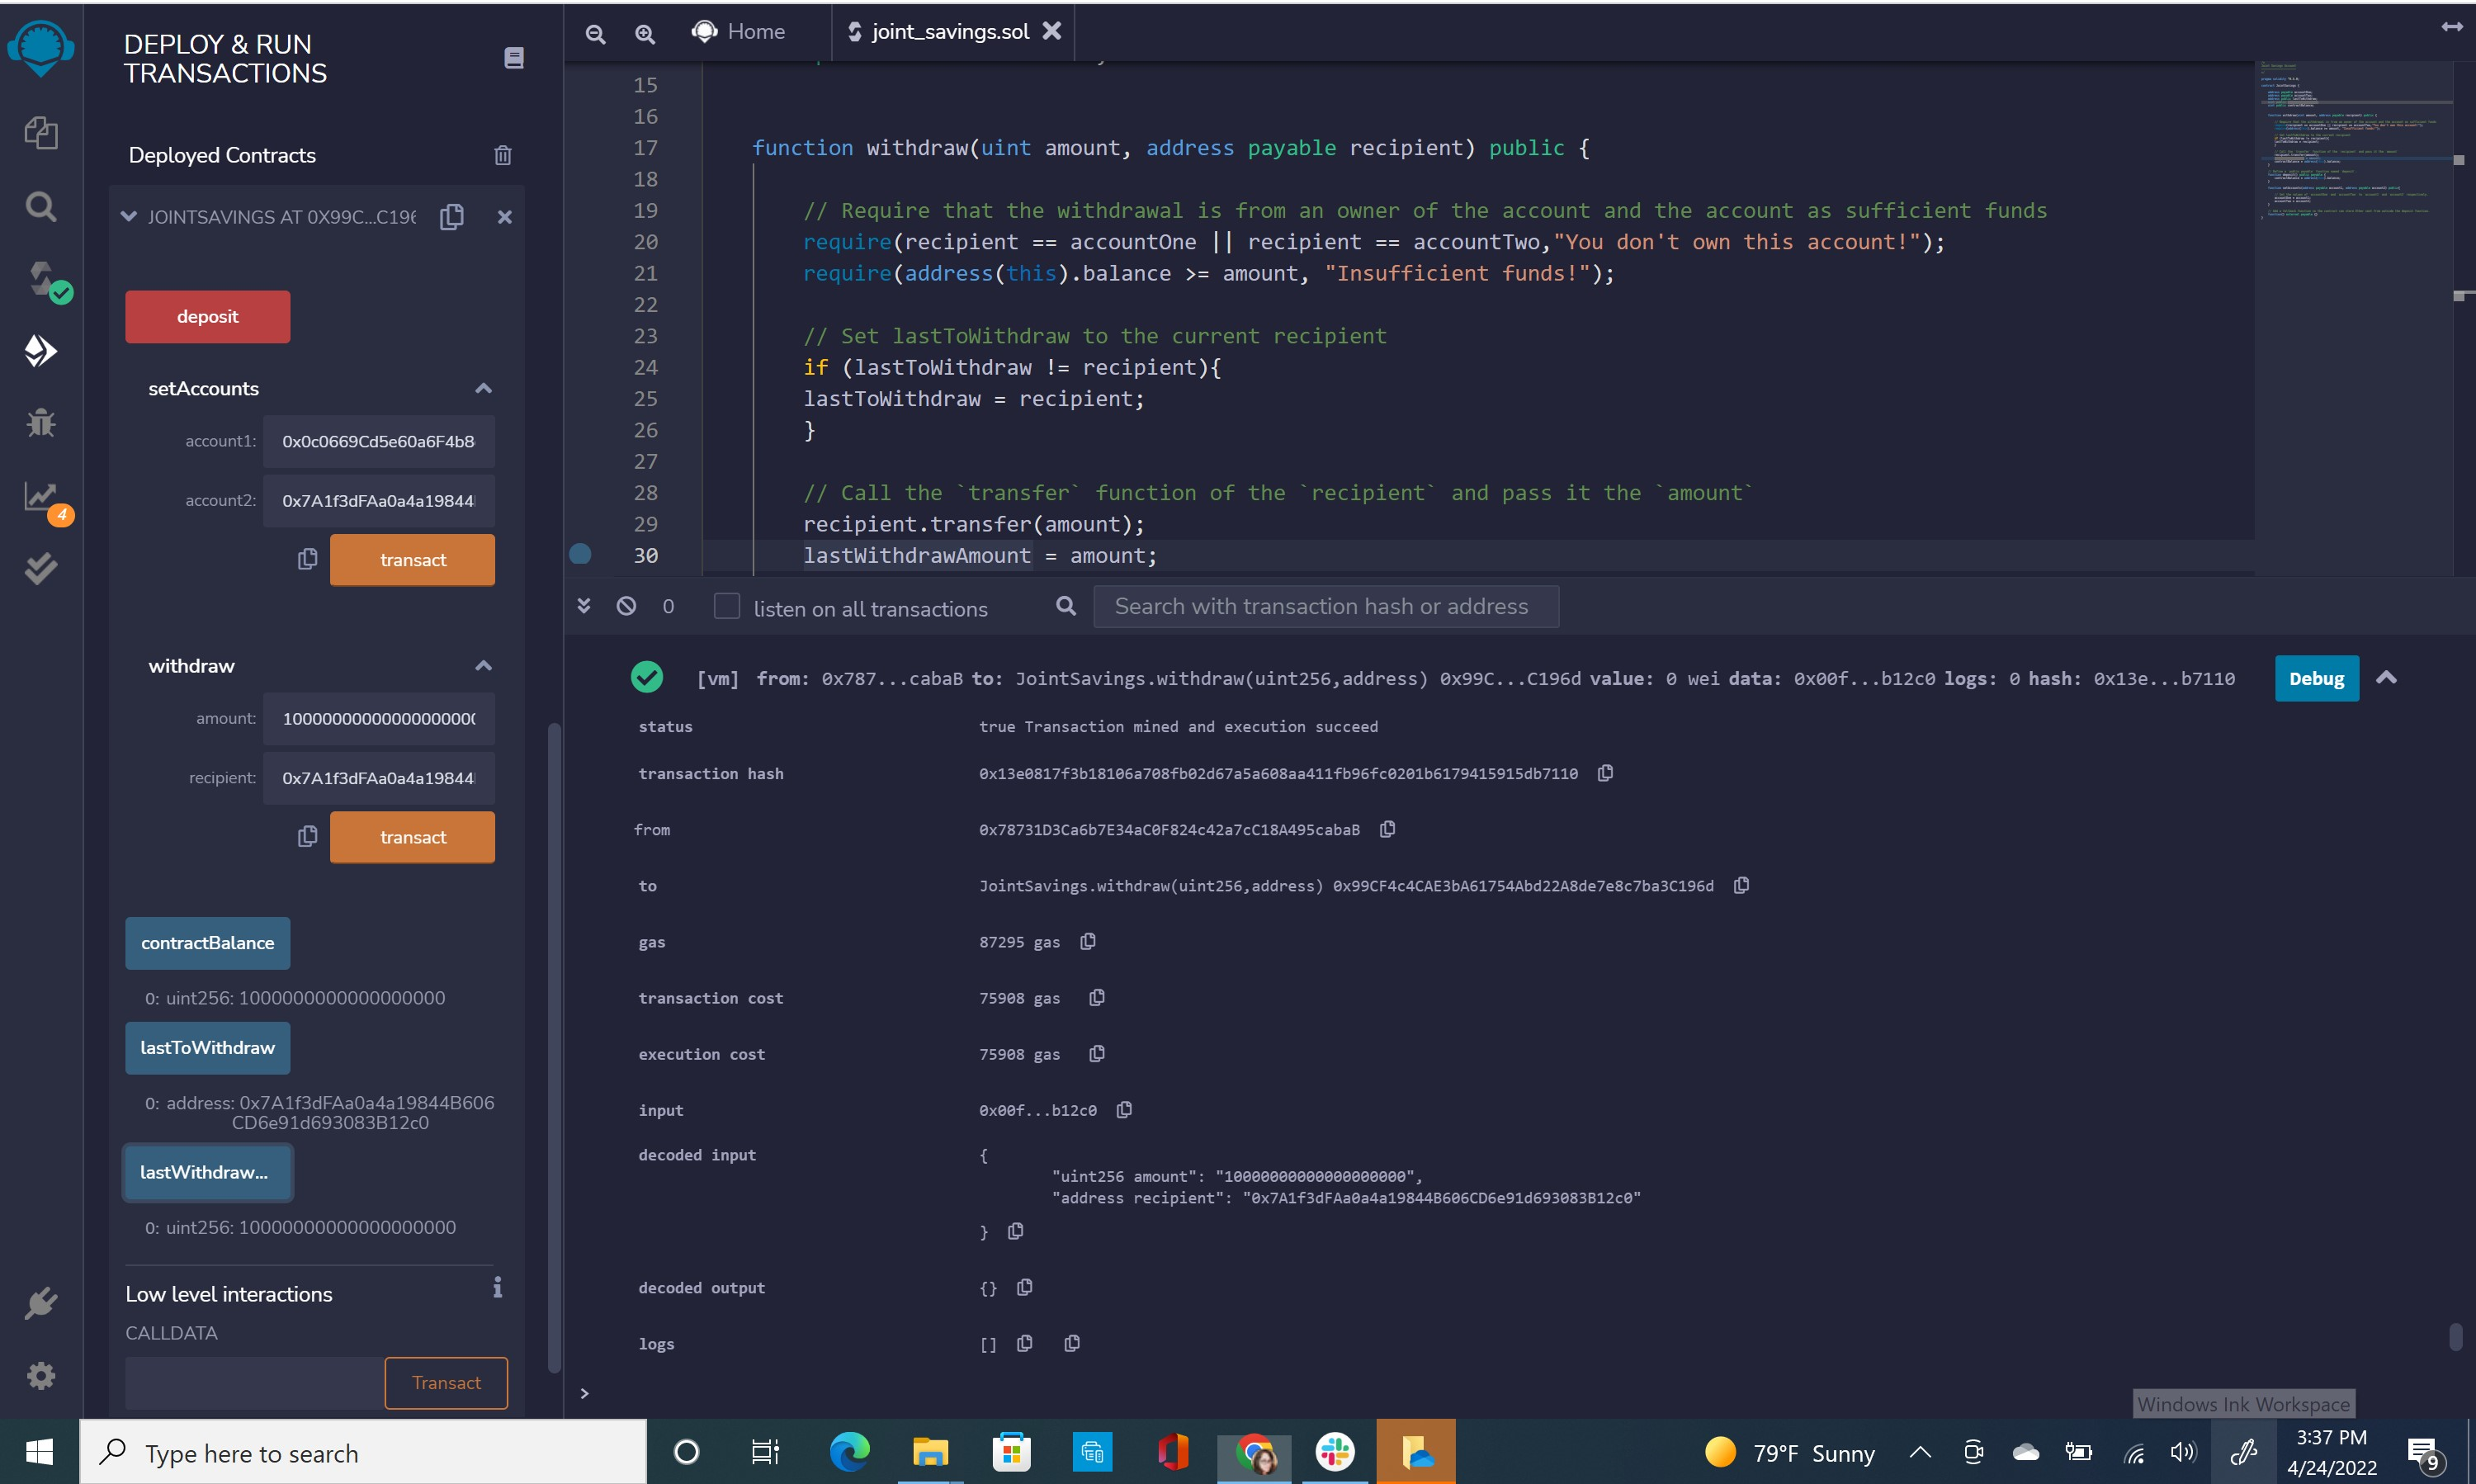 DEPLOY & RUN
TRANSACTIONS
Deployed Contracts
JOINTSAVINGS AT 0X99C...C196
deposit
setAccounts
account1: 0x0c0669Cd5e60a6F4b8
account2: 0x7A1f3dFAa0a4a19844
transact
withdraw
amount: 10000000000000000000
recipient: 0x7A1f3dFAa0a4a19844
transact
contractBalance
0: uint256: 1000000000000000000
lastToWithdraw
0: address: 0x7A1f3dFAa0a4a19844B606
CD6e91d693083B12c0
lastWithdraw...
0: uint256: 10000000000000000000
Low level interactions
i
CALLDATA
Transact
4
Home
joint_savings.sol
15
16
17 function withdraw(uint amount, address payable recipient) public {
18
19 // Require that the withdrawal is from an owner of the account and the account as sufficient funds
20 require(recipient == accountOne || recipient == accountTwo,"You don't own this account!");
21 require(address(this).balance >= amount, "Insufficient funds!");
22
23 // Set lastToWithdraw to the current recipient
24 if (lastToWithdraw != recipient){
25 lastToWithdraw = recipient;
26 }
27
28 // Call the `transfer` function of the `recipient` and pass it the `amount`
29 recipient.transfer(amount);
30 lastWithdrawAmount = amount;
0 listen on all transactions Search with transaction hash or address
[vm] from: 0x787...cabaB to: JointSavings.withdraw(uint256,address) 0x99C...C196d value: 0 wei data: 0x00f...b12c0 logs: 0 hash: 0x13e...b7110 Debug
status true Transaction mined and execution succeed
transaction hash 0x13e0817f3b18106a708fb02d67a5a608aa411fb96fc0201b6179415915db7110
from 0x78731D3Ca6b7E34aC0F824c42a7cC18A495cabaB
to JointSavings.withdraw(uint256,address) 0x99CF4c4CAE3bA61754Abd22A8de7e8c7ba3C196d
gas 87295 gas
transaction cost 75908 gas
execution cost 75908 gas
input 0x00f...b12c0
decoded input {
"uint256 amount": "10000000000000000000",
"address recipient": "0x7A1f3dFAa0a4a19844B606CD6e91d693083B12c0"
}
decoded output {}
logs []
>
Windows Ink Workspace
Type here to search
79°F Sunny
3:37 PM
4/24/2022
9